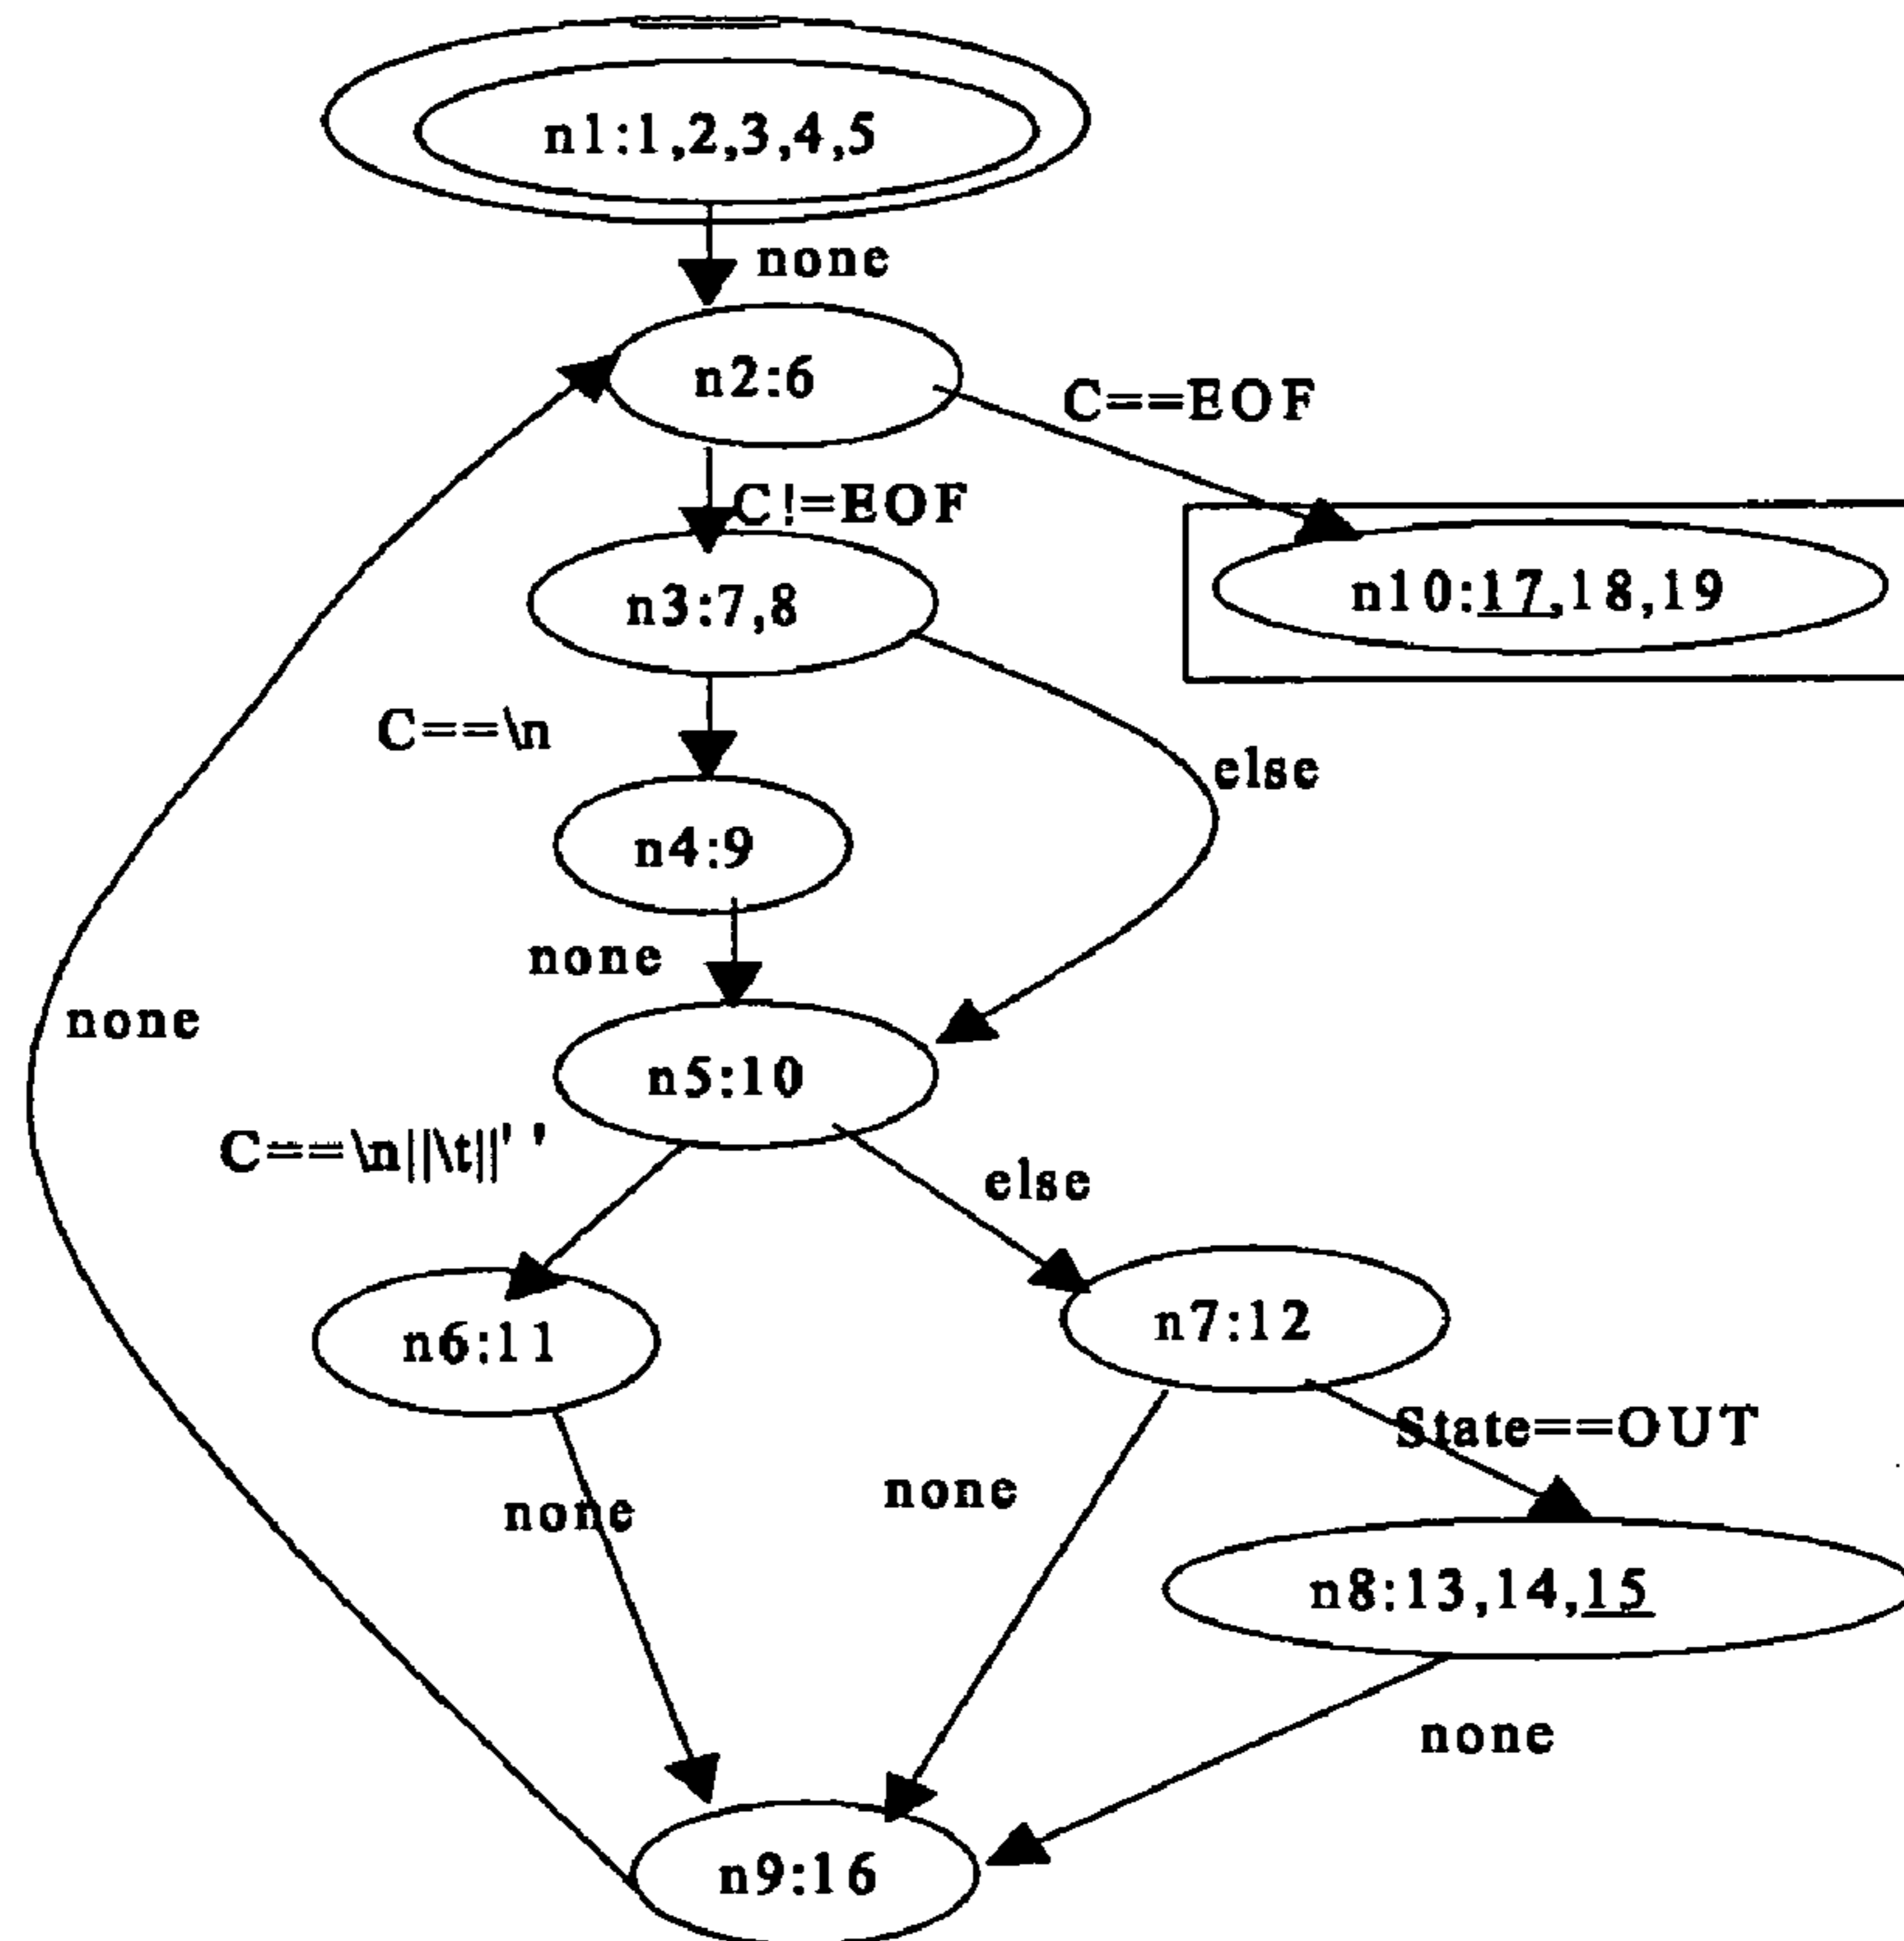 n1:1,2,3,4,5
none
n2:6
C==EOF
C!=EOF
n10:17,18,19
n3:7,8
C==\n
else
n4:9
none
none
n5:10
C==\n||\t||' '
else
n6:11
n7:12
State==OUT
none
none
n8:13,14,15
none
n9:16